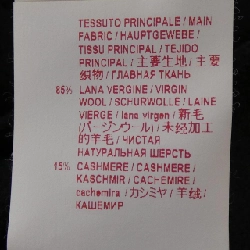 TESSUTO PRINCIPALE / MAIN
FABRIC / HAUPTGEWEBE /
TISSU PRINCIPAL / TEJIDO
PRINCIPAL / 主要生地 / 主要
织物 / ГЛАВНАЯ ТКАНЬ
85% LANA VERGINE / VIRGIN
WOOL / SCHURWOLLE / LAINE
VIERGE / lana virgen / 新毛
(バージンウール) / 未经加工
的羊毛 / ЧИСТАЯ
НАТУРАЛЬНАЯ ШЕРСТЬ
15% CASHMERE / CASHMERE /
KASCHMIR / CACHEMIRE /
cachemira / カシミヤ / 羊绒 /
КАШЕМИР